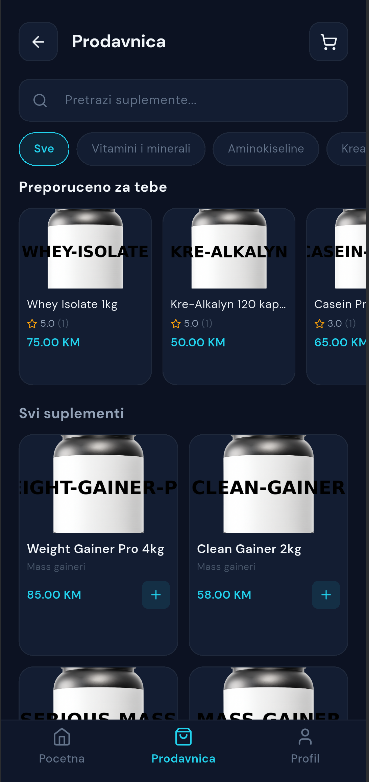 Prodavnica
Pretrazi suplemente...
Sve
Vitamini i minerali
Aminokiseline
Krea
Preporuceno za tebe
WHEY-ISOLATE
KRE-ALKALYN
CASEIN-
Whey Isolate 1kg
Kre-Alkalyn 120 kap...
Casein Pr
5.0 (1)
5.0 (1)
3.0 (1)
75.00 KM
50.00 KM
65.00 KM
Svi suplementi
IGHT-GAINER-P
CLEAN-GAINER
Weight Gainer Pro 4kg
Clean Gainer 2kg
Mass gaineri
Mass gaineri
85.00 KM
58.00 KM
SERIOUS-MASS
MASS-GAINER
Pocetna
Prodavnica
Profil